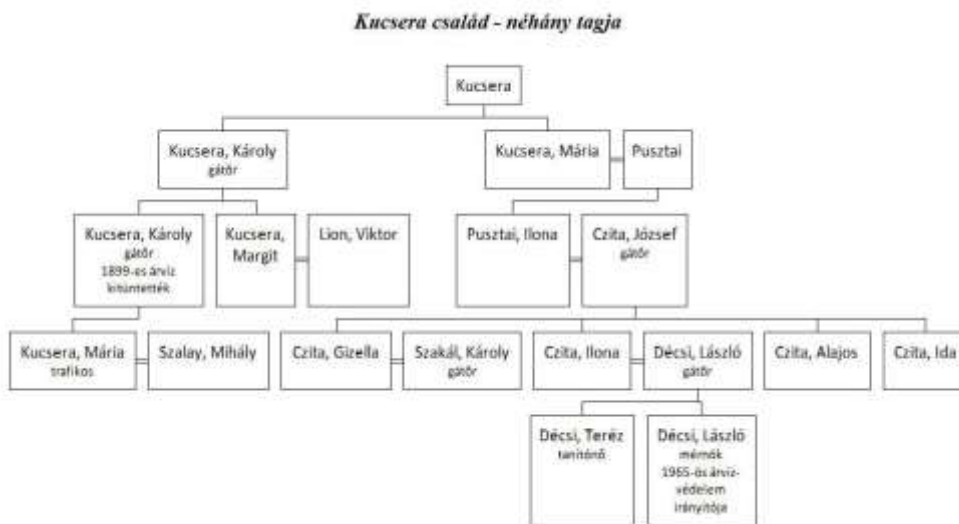 Kucsera család - néhány tagja
Kucsera
Kucsera, Károly
gátőr
Kucsera, Mária
Pusztai
Kucsera, Károly
gátőr
1899-es árvíz
kitüntették
Kucsera,
Margit
Lion, Viktor
Pusztai, Ilona
Czita, József
gátőr
Kucsera, Mária
trafikos
Szalay, Mihály
Czita, Gizella
Szakál, Károly
gátőr
Czita, Ilona
Décsi, László
gátőr
Czita, Alajos
Czita, Ida
Décsi, Teréz
tanítónő
Décsi, László
mérnök
1965-ös árvíz-
védelem
irányítója